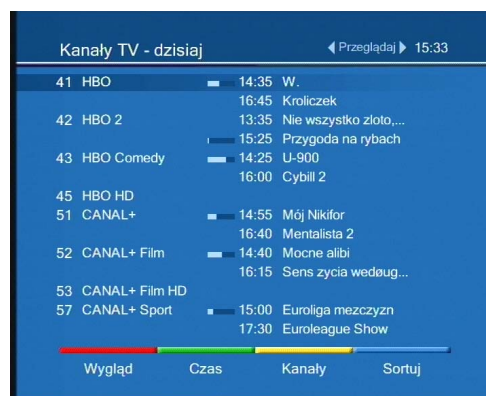 Kanały TV - dzisiaj Przeglądaj 15:33
41 HBO 14:35 W.
16:45 Kroliczek
42 HBO 2 13:35 Nie wszystko zloto,...
15:25 Przygoda na rybach
43 HBO Comedy 14:25 U-900
16:00 Cybill 2
45 HBO HD
51 CANAL+ 14:55 Mój Nikifor
16:40 Mentalista 2
52 CANAL+ Film 14:40 Mocne alibi
16:15 Sens zycia wedøug...
53 CANAL+ Film HD
57 CANAL+ Sport 15:00 Euroliga mezczyzn
17:30 Euroleague Show
Wygląd Czas Kanały Sortuj